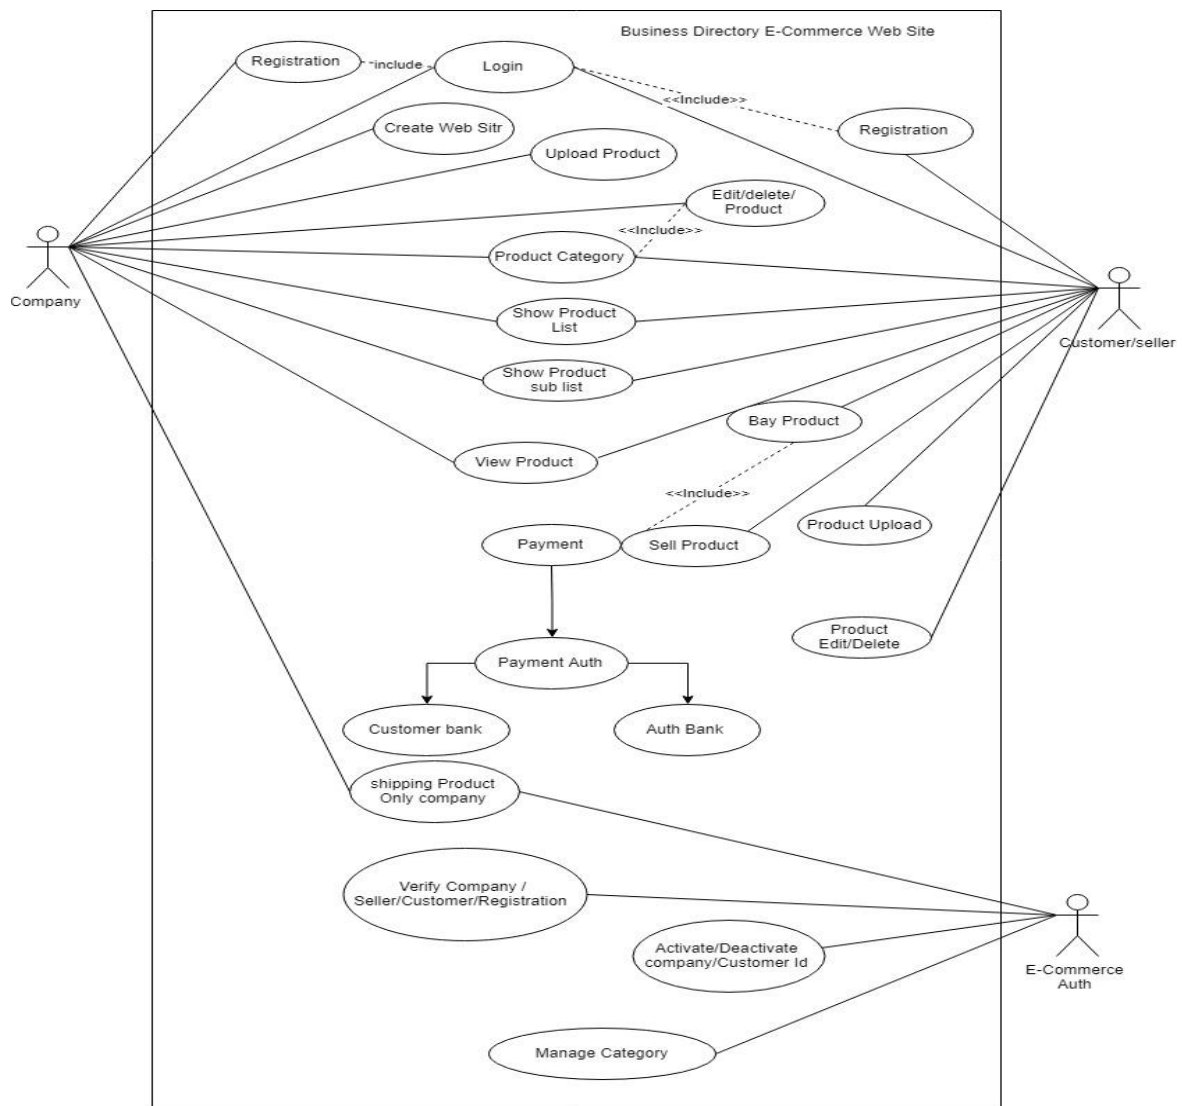 Business Directory E-Commerce Web Site
Registration
include
Login
<<Include>>
Registration
Create Web Sitr
Upload Product
Edit/delete/
Product
<<Include>>
Product Category
Company
Show Product
List
Customer/seller
Show Product
sub list
Bay Product
View Product
<<Include>>
Product Upload
Payment
Sell Product
Product
Edit/Delete
Payment Auth
Customer bank
Auth Bank
shipping Product
Only company
Verify Company /
Seller/Customer/Registration
Activate/Deactivate
company/Customer Id
E-Commerce
Auth
Manage Category